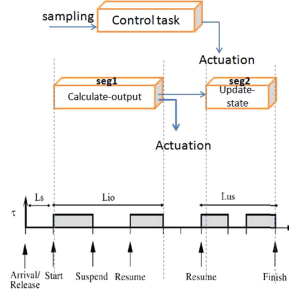 sampling
Control task
Actuation
seg1
seg2
Calculate-output
Update-
state
Actuation
Ls
Lio
Lus
τ
Arrival/
Release
Start
Suspend
Resume
Resume
Finish